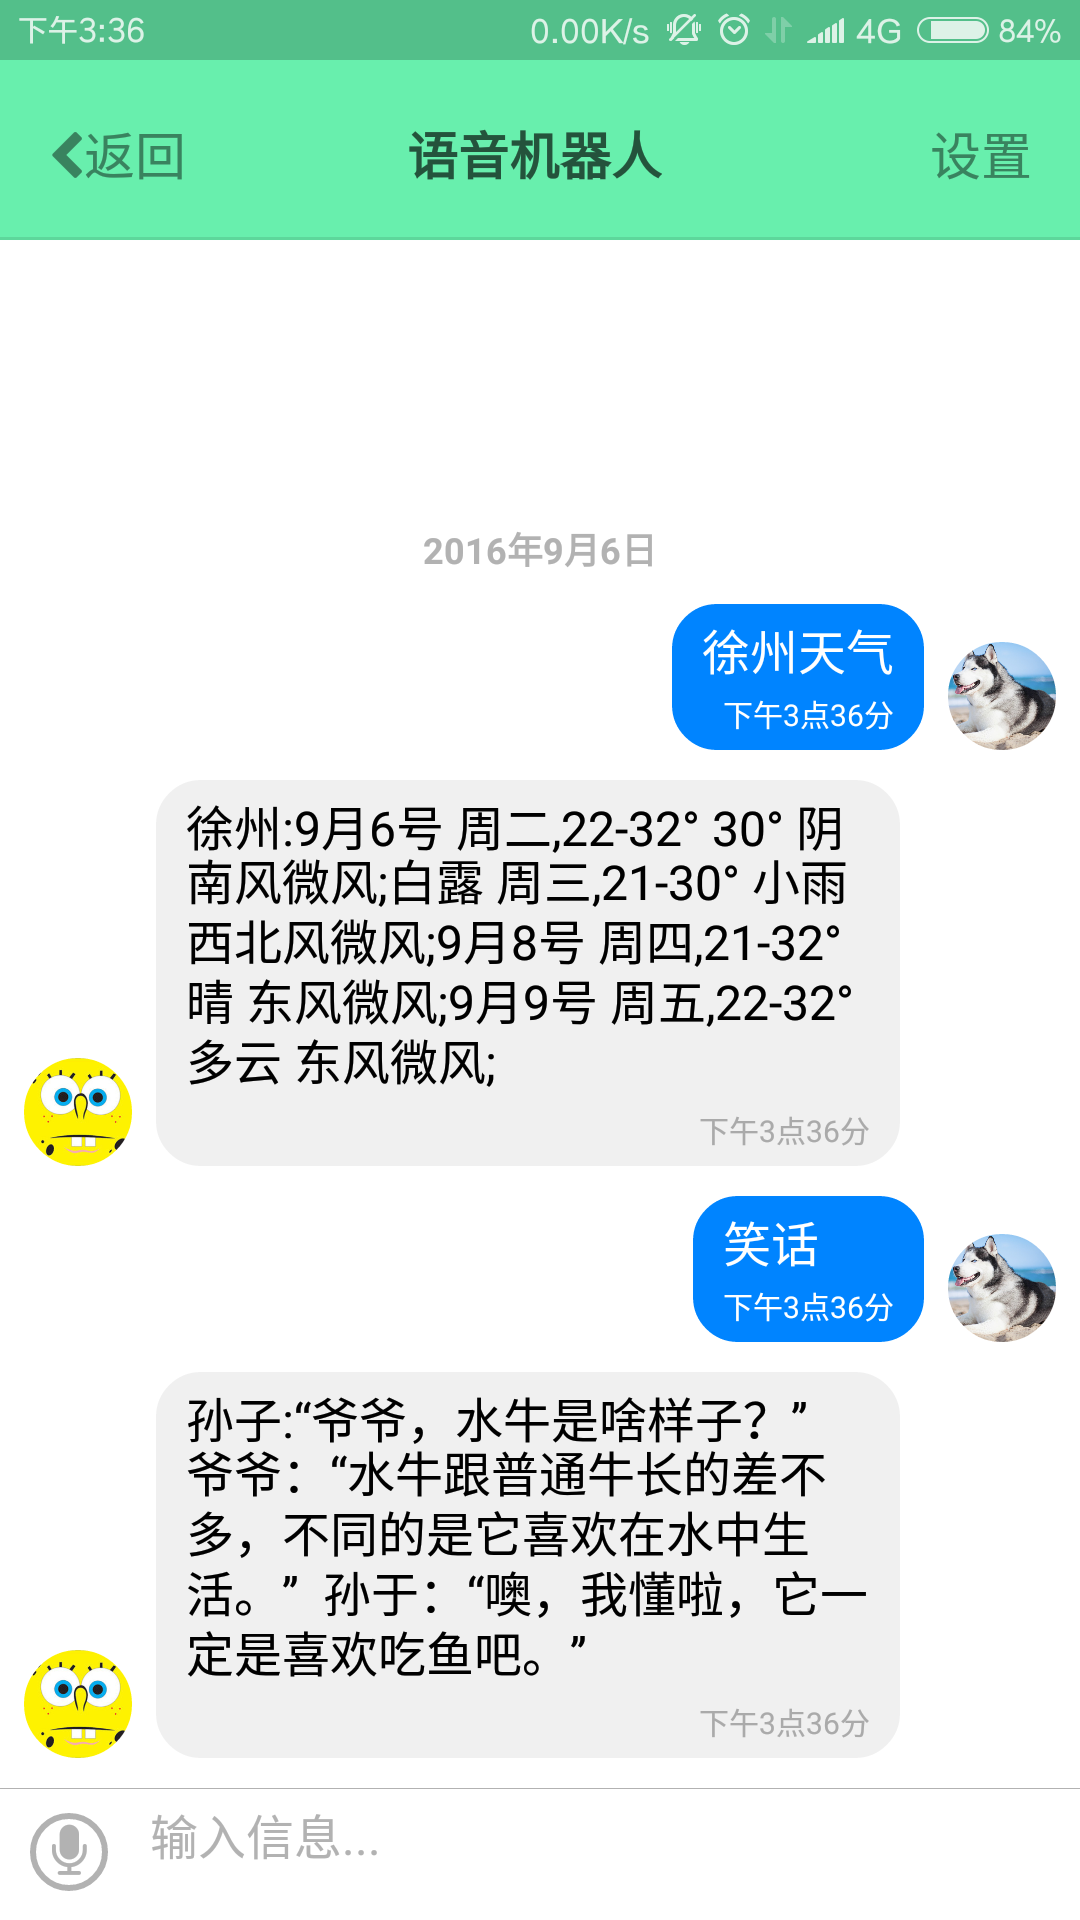 下午3:36 0.00K/s 4G 84%
返回 语音机器人 设置
2016年9月6日
徐州天气
下午3点36分
徐州:9月6号 周二,22-32° 30° 阴
南风微风;白露 周三,21-30° 小雨
西北风微风;9月8号 周四,21-32°
晴 东风微风;9月9号 周五,22-32°
多云 东风微风;
下午3点36分
笑话
下午3点36分
孙子:“爷爷，水牛是啥样子？”
爷爷：“水牛跟普通牛长的差不
多，不同的是它喜欢在水中生
活。” 孙于：“噢，我懂啦，它一
定是喜欢吃鱼吧。”
下午3点36分
输入信息...